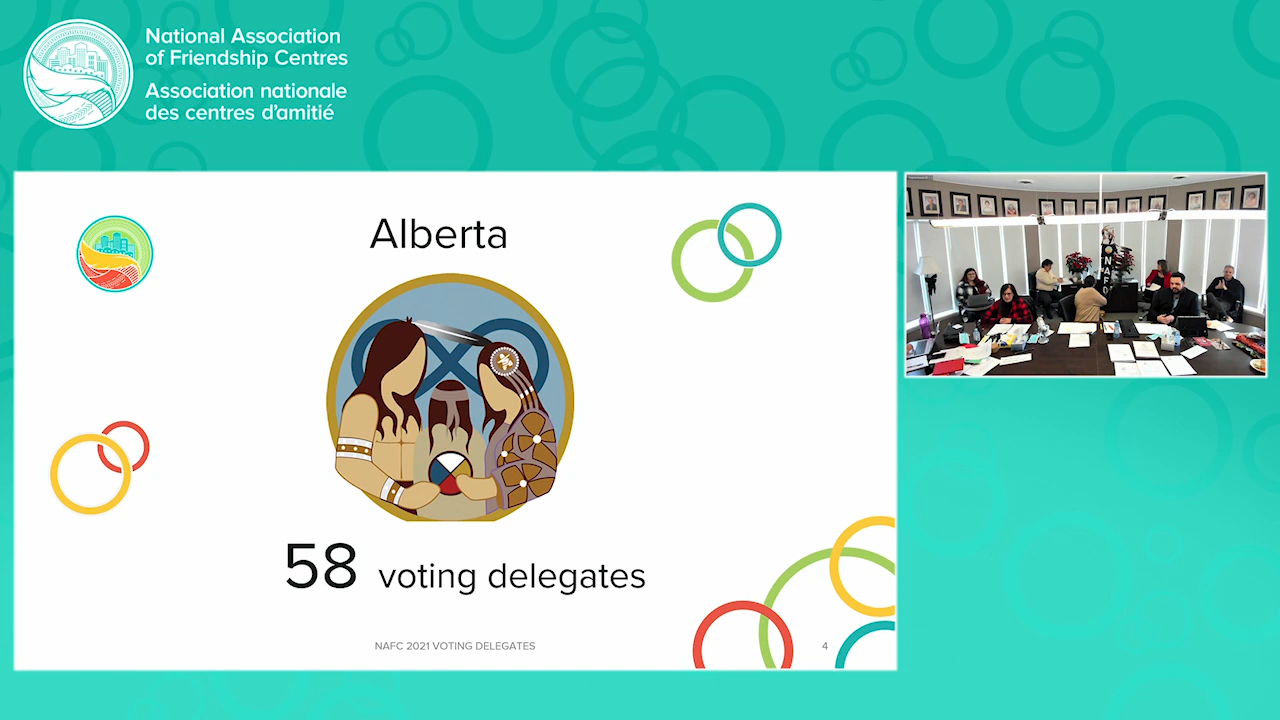 National Association
of Friendship Centres
Association nationale
des centres d'amitié
Alberta
58 voting delegates
NAFC 2021 VOTING DELEGATES
4